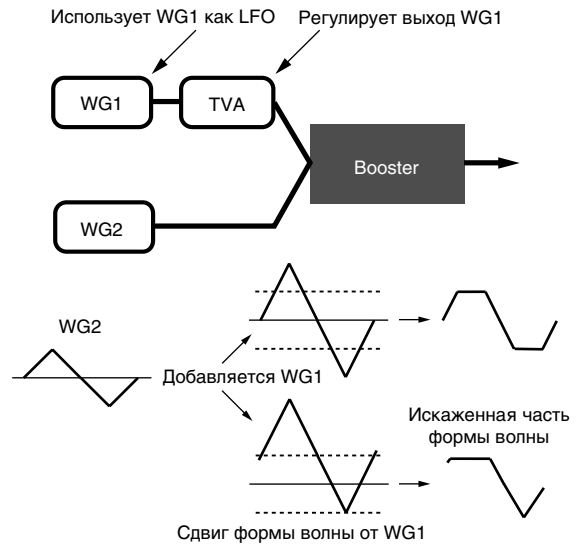 Использует WG1 как LFO
Регулирует выход WG1
WG1
TVA
Booster
WG2
WG2
Добавляется WG1
Искаженная часть
формы волны
Сдвиг формы волны от WG1